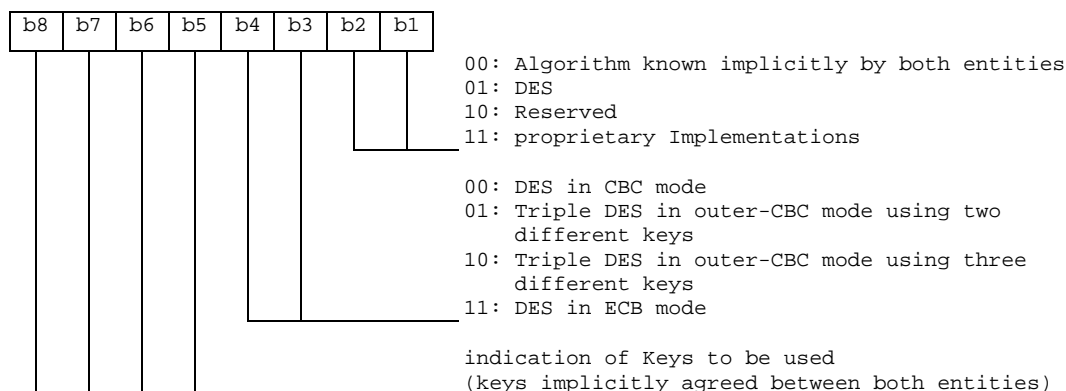 b8 b7 b6 b5 b4 b3 b2 b1
00: Algorithm known implicitly by both entities
01: DES
10: Reserved
11: proprietary Implementations
00: DES in CBC mode
01: Triple DES in outer-CBC mode using two
different keys
10: Triple DES in outer-CBC mode using three
different keys
11: DES in ECB mode
indication of Keys to be used
(keys implicitly agreed between both entities)